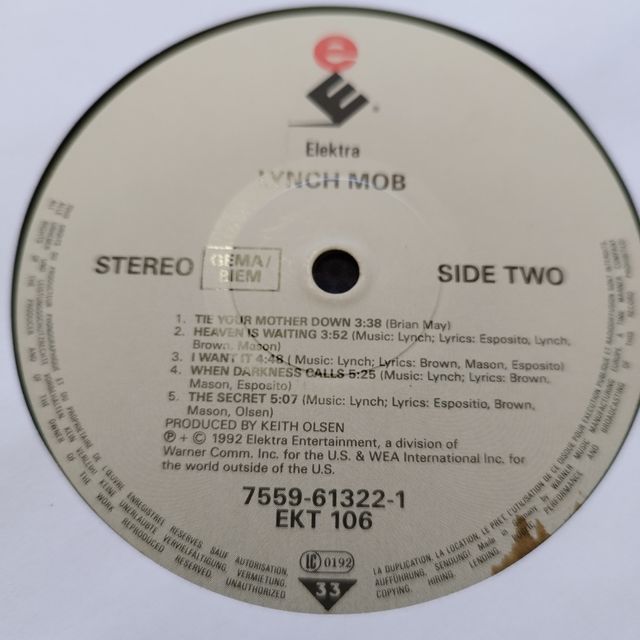 e
E
Elektra
LYNCH MOB
STEREO
GEMA/
BIEM
SIDE TWO
1. TIE YOUR MOTHER DOWN 3:38 (Brian May)
2. HEAVEN IS WAITING 3:52 (Music: Lynch; Lyrics: Esposito, Lynch,
Brown, Mason)
3. I WANT IT 4:48 ( Music: Lynch; Lyrics: Brown, Mason, Esposito)
4. WHEN DARKNESS CALLS 5:25 (Music: Lynch; Lyrics: Brown,
Mason, Esposito)
5. THE SECRET 5:07 (Music: Lynch; Lyrics: Espositio, Brown,
Mason, Olsen)
PRODUCED BY KEITH OLSEN
℗ + © 1992 Elektra Entertainment, a division of
Warner Comm. Inc. for the U.S. & WEA International Inc. for
the world outside of the U.S.
7559-61322-1
EKT 106
LC 0192
33